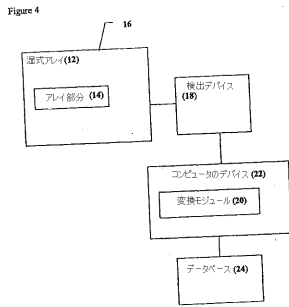 Figure 4
16
湿式アレイ(12)
アレイ部分 (14)
検出デバイス
(18)
コンピュータのデバイス (22)
変換モジュール (20)
データベース (24)